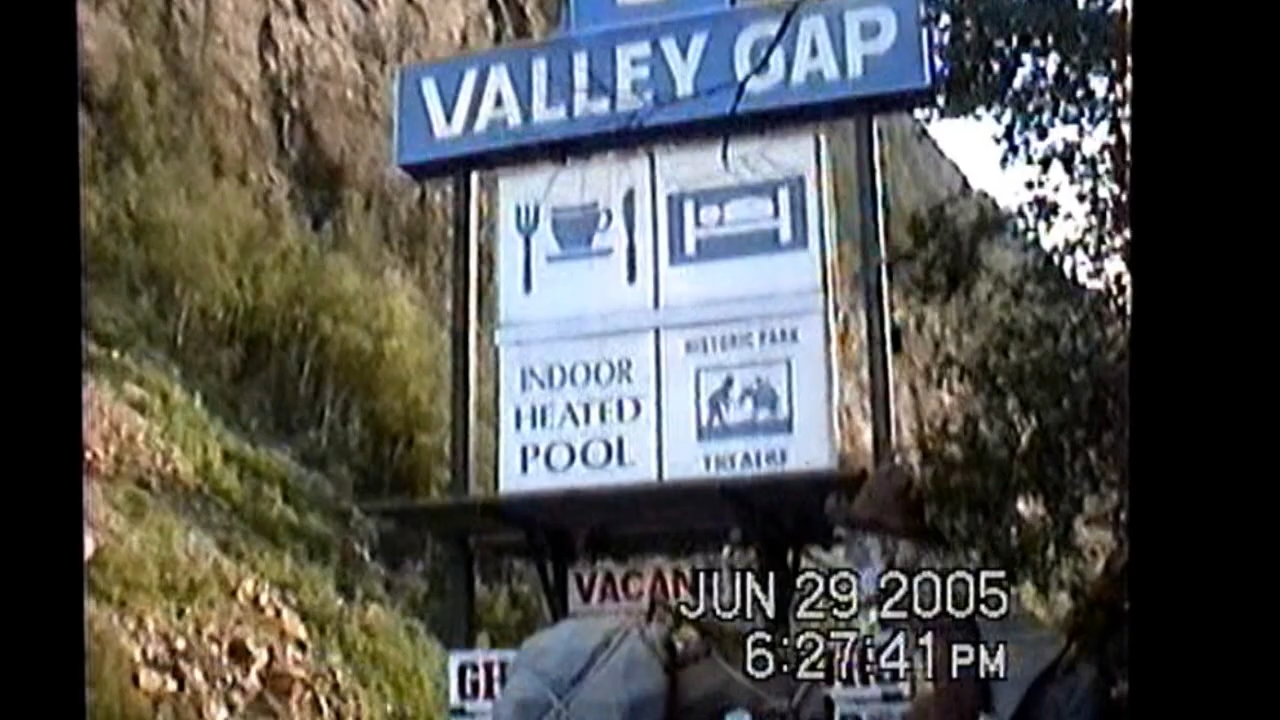 VALLEY GAP
INDOOR
HEATED
POOL
HISTORIC PARK
THEATRE
VACAN
JUN 29 2005
6:27:41 PM